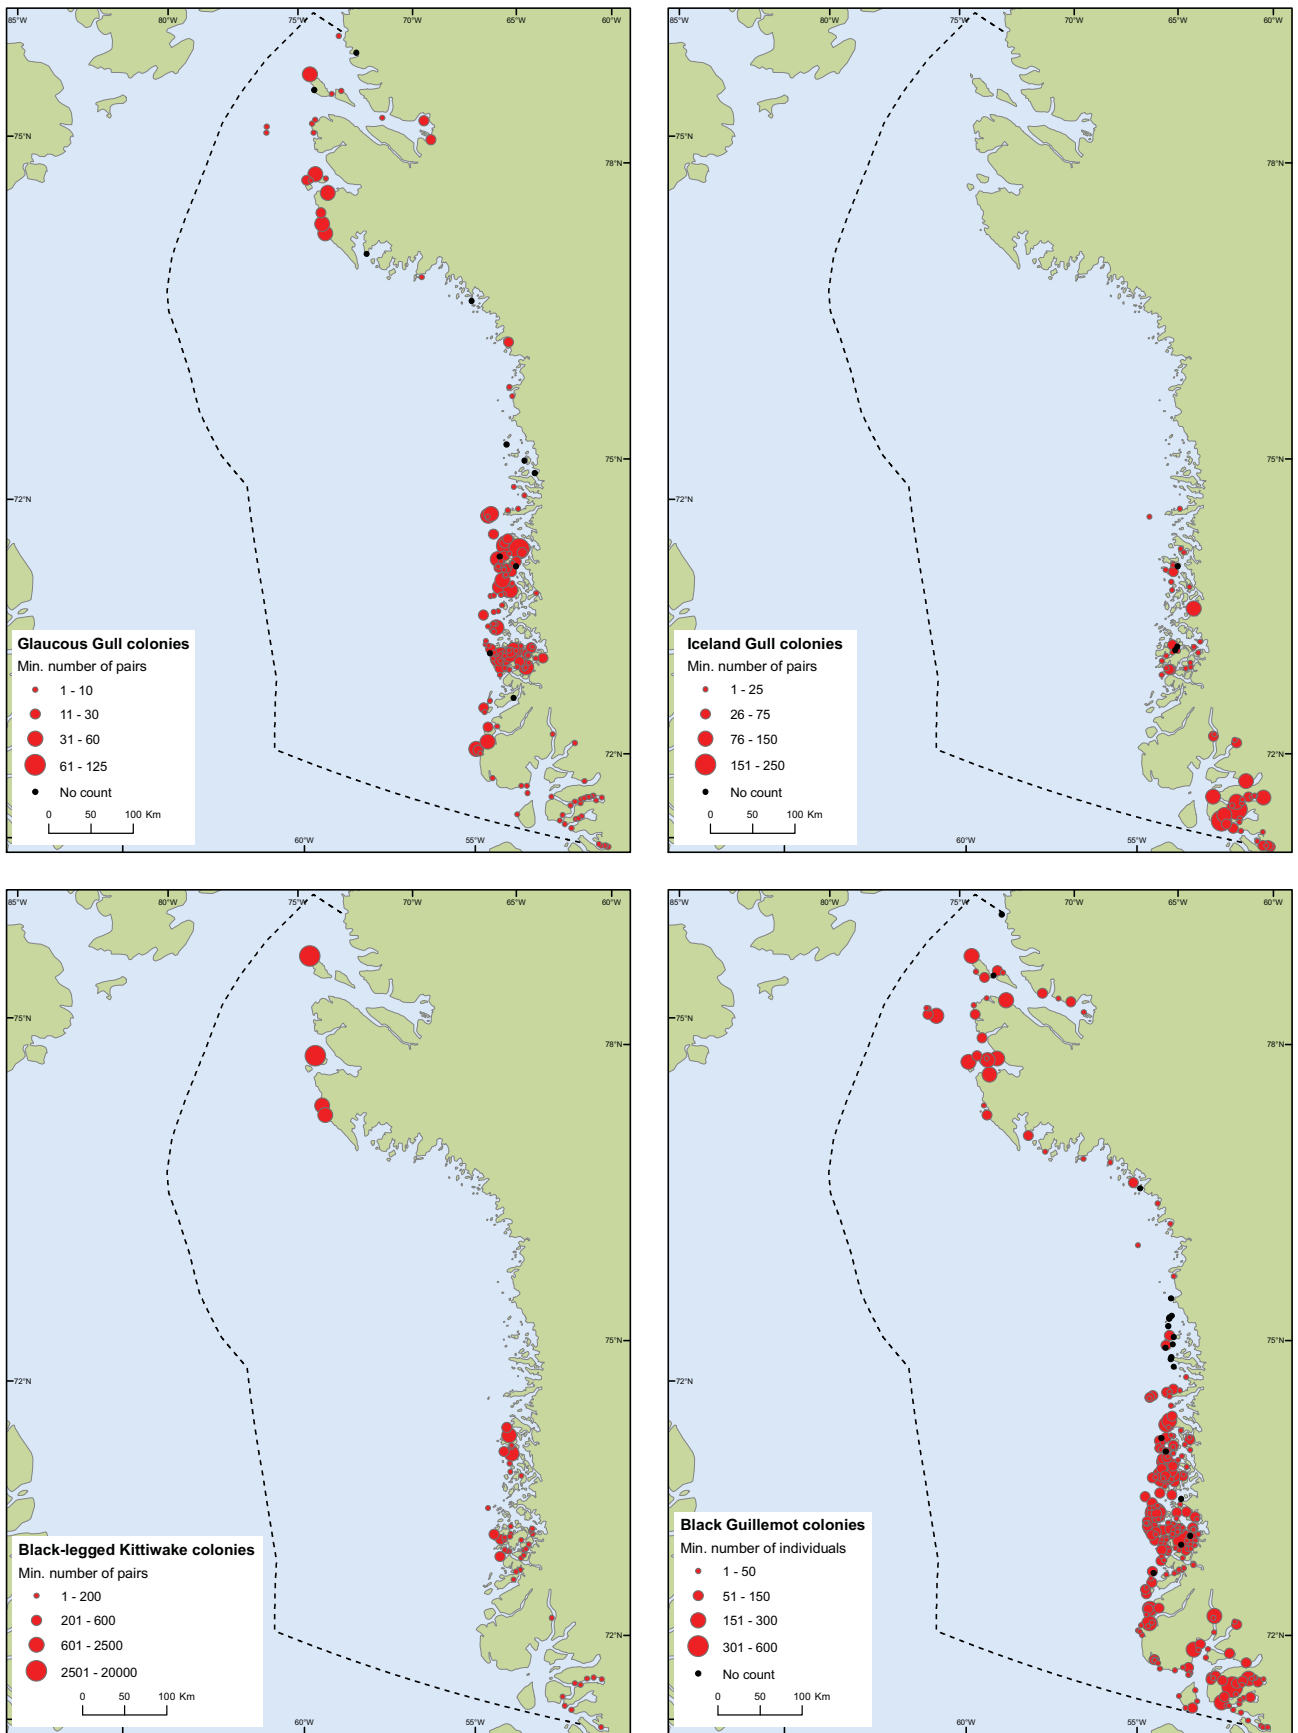 85°W 80°W 75°W 70°W 65°W 60°W
75°N
78°N
75°N
72°N
72°N
60°W 55°W
Glaucous Gull colonies
Min. number of pairs
1 - 10
11 - 30
31 - 60
61 - 125
No count
0 50 100 Km
85°W 80°W 75°W 70°W 65°W 60°W
75°N
78°N
75°N
72°N
72°N
60°W 55°W
Iceland Gull colonies
Min. number of pairs
1 - 25
26 - 75
76 - 150
151 - 250
No count
0 50 100 Km
85°W 80°W 75°W 70°W 65°W 60°W
75°N
78°N
75°N
72°N
72°N
60°W 55°W
Black-legged Kittiwake colonies
Min. number of pairs
1 - 200
201 - 600
601 - 2500
2501 - 20000
0 50 100 Km
85°W 80°W 75°W 70°W 65°W 60°W
75°N
78°N
75°N
72°N
72°N
60°W 55°W
Black Guillemot colonies
Min. number of individuals
1 - 50
51 - 150
151 - 300
301 - 600
No count
0 50 100 Km